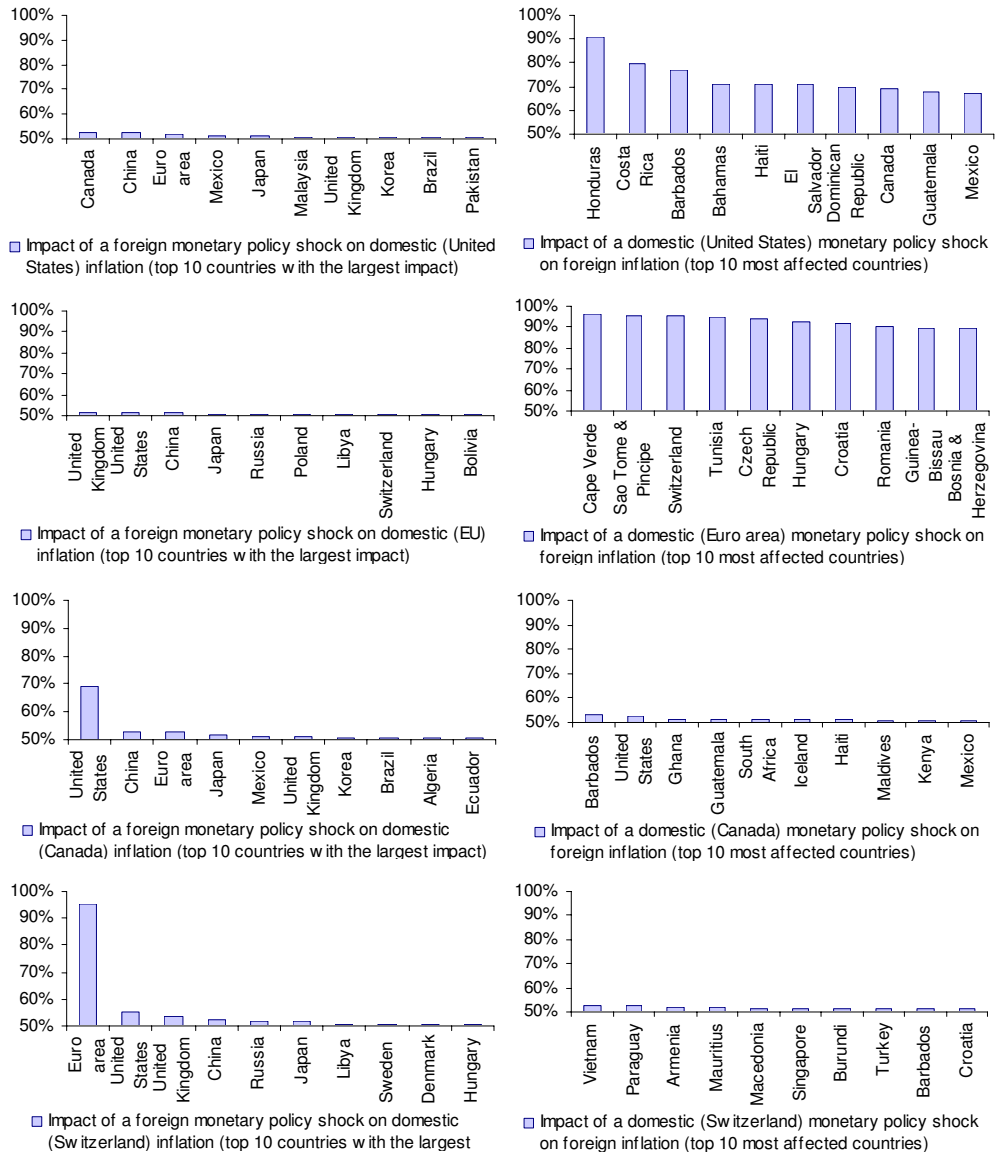 100%
90%
80%
70%
60%
50%
Canada
China
Euro
area
Mexico
Japan
Malaysia
United
Kingdom
Korea
Brazil
Pakistan
Impact of a foreign monetary policy shock on domestic (United
States) inflation (top 10 countries with the largest impact)
100%
90%
80%
70%
60%
50%
Honduras
Costa
Rica
Barbados
Bahamas
Haiti
El
Salvador
Dominican
Republic
Canada
Guatemala
Mexico
Impact of a domestic (United States) monetary policy shock
on foreign inflation (top 10 most affected countries)
100%
90%
80%
70%
60%
50%
United
Kingdom
United
States
China
Japan
Russia
Poland
Libya
Switzerland
Hungary
Bolivia
Impact of a foreign monetary policy shock on domestic (EU)
inflation (top 10 countries with the largest impact)
100%
90%
80%
70%
60%
50%
Cape Verde
Sao Tome &
Pincipe
Switzerland
Tunisia
Czech
Republic
Hungary
Croatia
Romania
Guinea-
Bissau
Bosnia &
Herzegovina
Impact of a domestic (Euro area) monetary policy shock on
foreign inflation (top 10 most affected countries)
100%
90%
80%
70%
60%
50%
United
States
China
Euro
area
Japan
Mexico
United
Kingdom
Korea
Brazil
Algeria
Ecuador
Impact of a foreign monetary policy shock on domestic
(Canada) inflation (top 10 countries with the largest impact)
100%
90%
80%
70%
60%
50%
Barbados
United
States
Ghana
Guatemala
South
Africa
Iceland
Haiti
Maldives
Kenya
Mexico
Impact of a domestic (Canada) monetary policy shock on
foreign inflation (top 10 most affected countries)
100%
90%
80%
70%
60%
50%
Euro
area
United
States
United
Kingdom
China
Russia
Japan
Libya
Sweden
Denmark
Hungary
Impact of a foreign monetary policy shock on domestic
(Switzerland) inflation (top 10 countries with the largest
100%
90%
80%
70%
60%
50%
Vietnam
Paraguay
Armenia
Mauritius
Macedonia
Singapore
Burundi
Turkey
Barbados
Croatia
Impact of a domestic (Switzerland) monetary policy shock
on foreign inflation (top 10 most affected countries)